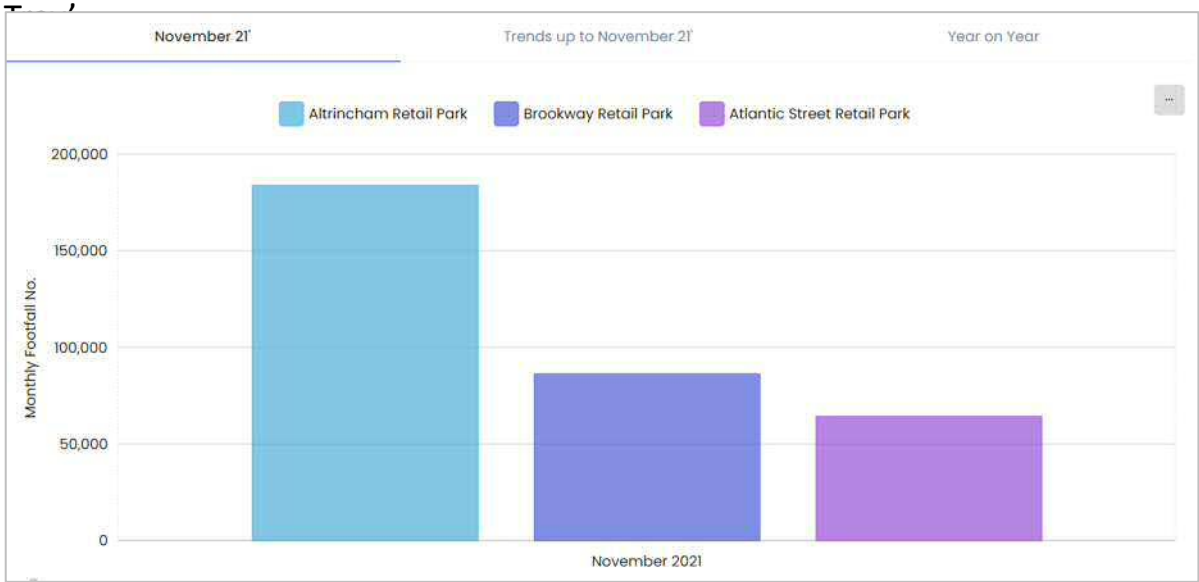 November 21' Trends up to November 21' Year on Year
...
Altrincham Retail Park Brookway Retail Park Atlantic Street Retail Park
200,000
150,000
100,000
50,000
0
Monthly Footfall No.
November 2021